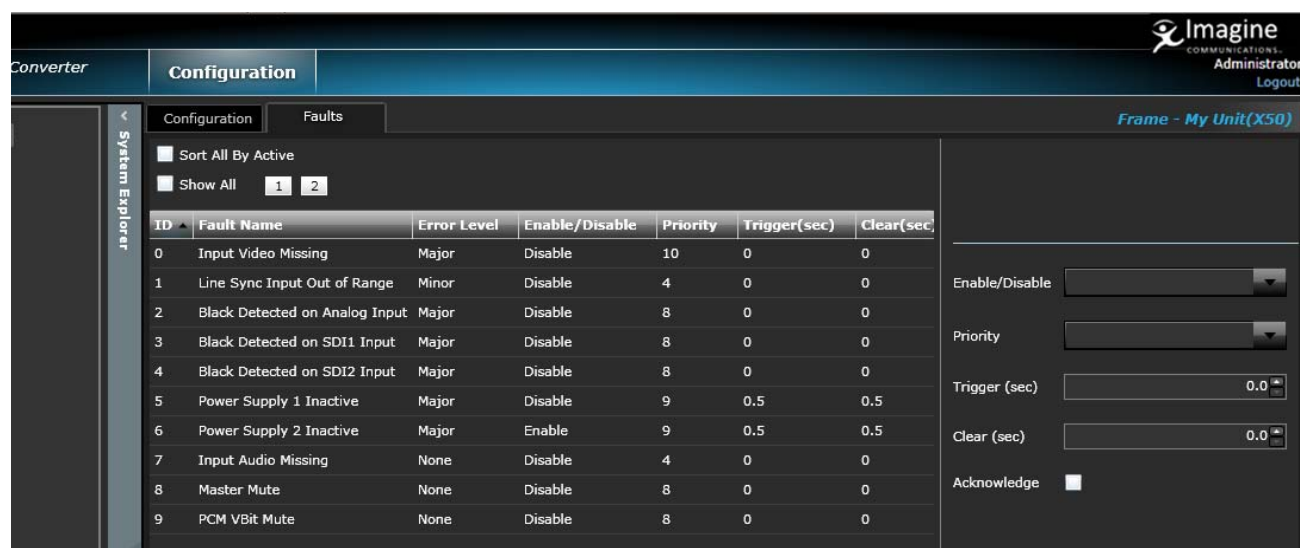 Imagine
COMMUNICATIONS
Converter
Configuration
Administrator
Logout
System Explorer
Configuration Faults
Frame - My Unit(X50)
Sort All By Active
Show All 1 2
ID Fault Name Error Level Enable/Disable Priority Trigger(sec) Clear(sec)
0 Input Video Missing Major Disable 10 0 0
1 Line Sync Input Out of Range Minor Disable 4 0 0
2 Black Detected on Analog Input Major Disable 8 0 0
3 Black Detected on SDI1 Input Major Disable 8 0 0
4 Black Detected on SDI2 Input Major Disable 8 0 0
5 Power Supply 1 Inactive Major Disable 9 0.5 0.5
6 Power Supply 2 Inactive Major Enable 9 0.5 0.5
7 Input Audio Missing None Disable 4 0 0
8 Master Mute None Disable 8 0 0
9 PCM VBit Mute None Disable 8 0 0
Enable/Disable
Priority
Trigger (sec) 0.0
Clear (sec) 0.0
Acknowledge